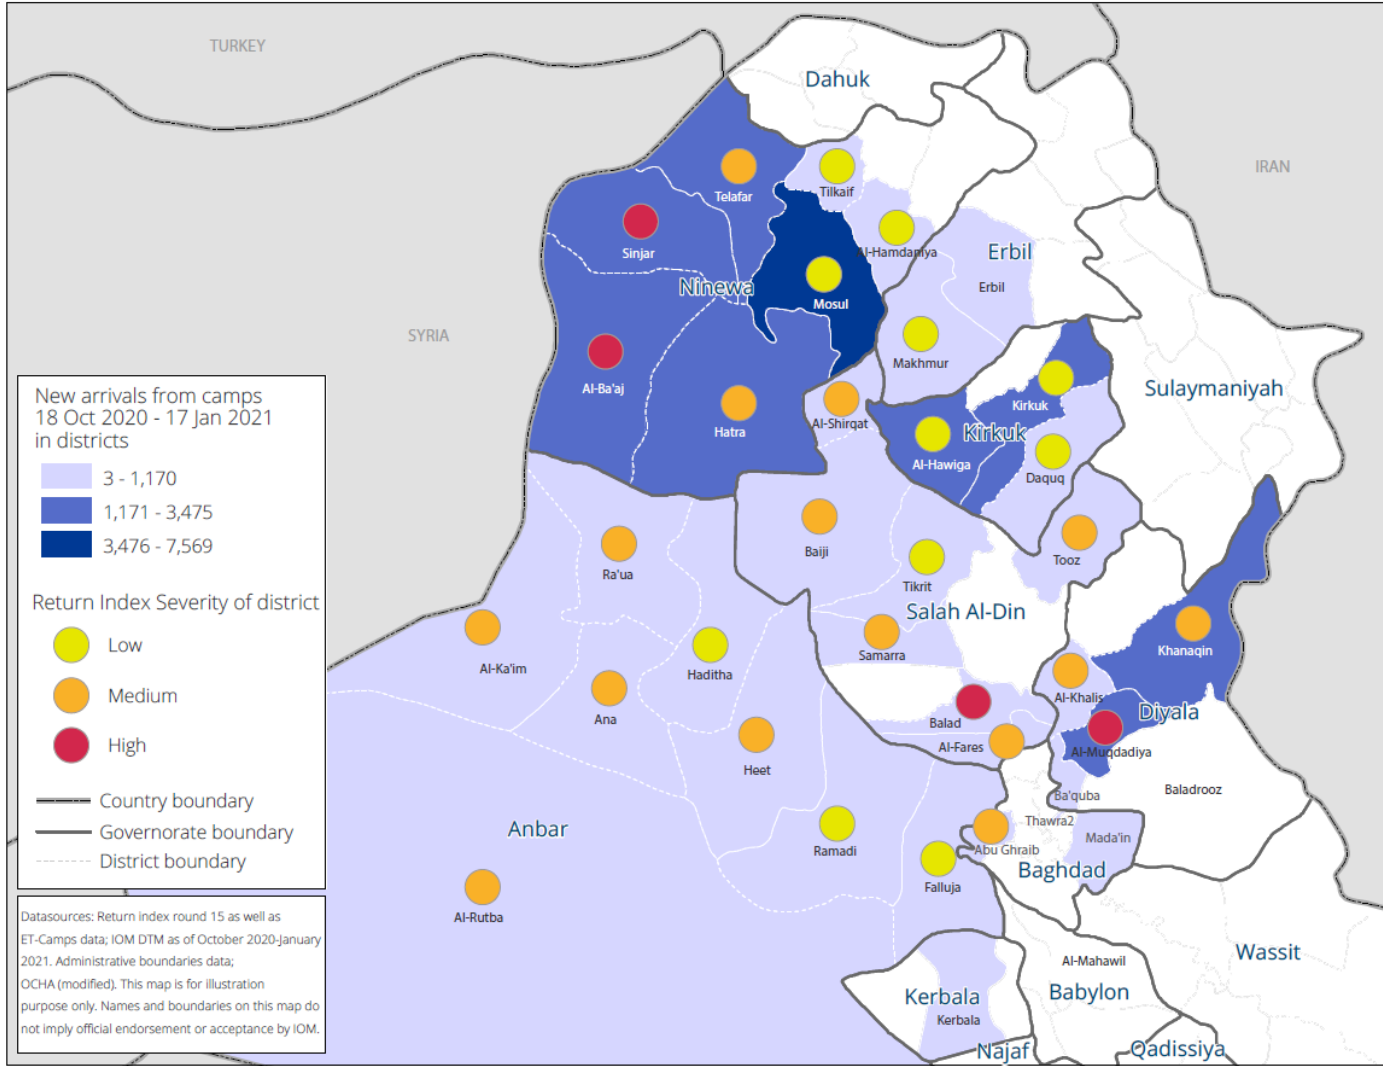 TURKEY
Dahuk
IRAN
Telafar
Tilkaif
Sinjar
Al-Hamdaniya
Erbil
Erbil
Ninewa
Mosul
SYRIA
Makhmur
Al-Ba'aj
Sulaymaniyah
Hatra
Al-Shirqat
Kirkuk
Kirkuk
Al-Hawiga
Daquq
Ra'ua
Baiji
Tooz
Tikrit
Salah Al-Din
Al-Ka'im
Haditha
Samarra
Khanaqin
Ana
Al-Khalis
Balad
Diyala
Al-Fares
Al-Muqdadiya
Heet
Ba'quba
Baladrooz
Anbar
Thawra2
Ramadi
Abu Ghraib
Mada'in
Baghdad
Falluja
Al-Rutba
Wassit
Al-Mahawil
Kerbala
Babylon
Kerbala
Najaf
Qadissiya
New arrivals from camps
18 Oct 2020 - 17 Jan 2021
in districts
3 - 1,170
1,171 - 3,475
3,476 - 7,569
Return Index Severity of district
Low
Medium
High
Country boundary
Governorate boundary
District boundary
Datasources: Return index round 15 as well as
ET-Camps data; IOM DTM as of October 2020-January
2021. Administrative boundaries data;
OCHA (modified). This map is for illustration
purpose only. Names and boundaries on this map do
not imply official endorsement or acceptance by IOM.